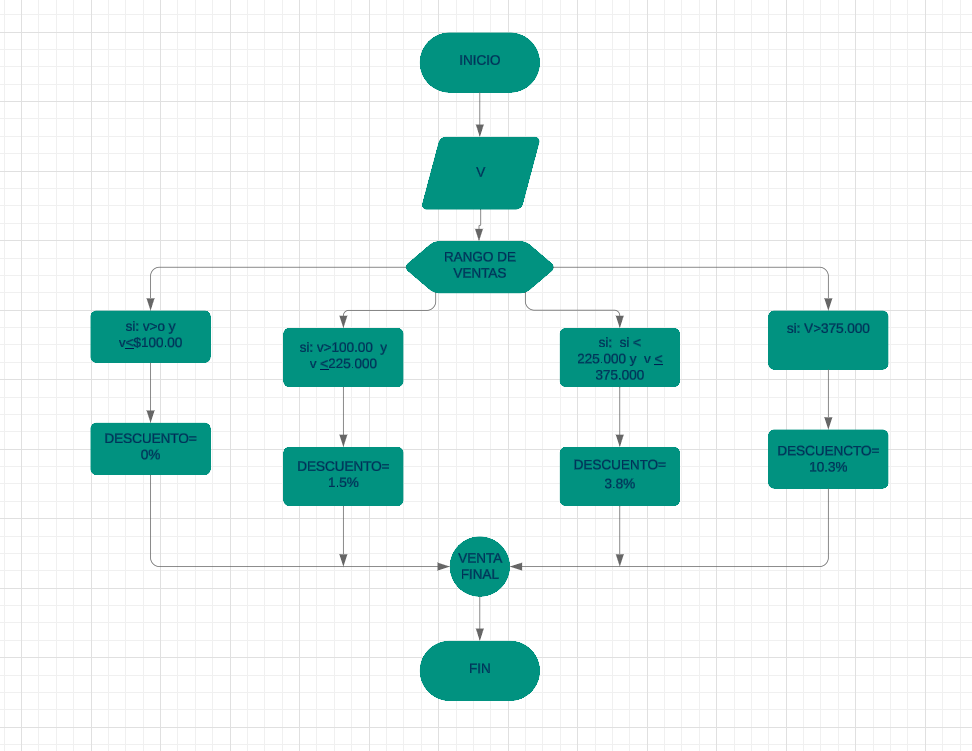 INICIO
V
RANGO DE
VENTAS
si: v>o y
v≤$100.00
si: v>100.00 y
v ≤225.000
si: si <
225 000 y v ≤
375.000
si: V>375.000
DESCUENTO=
0%
DESCUENTO=
1.5%
DESCUENTO=
3.8%
DESCUENCTO=
10.3%
VENTA
FINAL
FIN